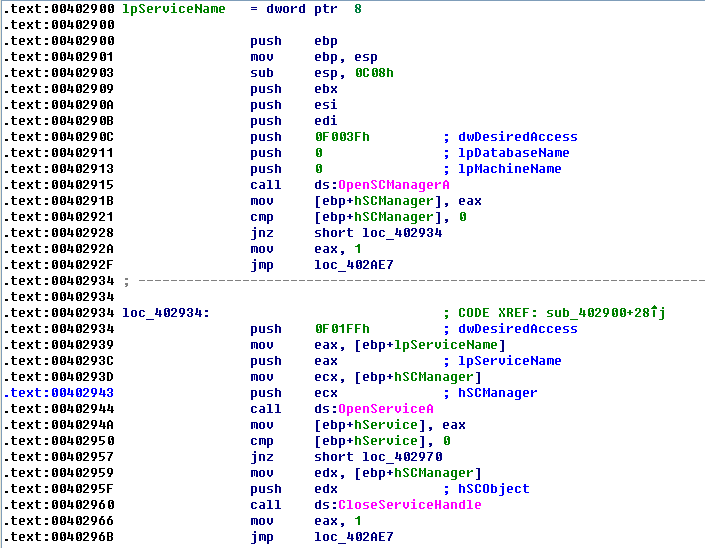 .text:00402900 lpServiceName   = dword ptr  8
.text:00402900
.text:00402900                 push    ebp
.text:00402901                 mov     ebp, esp
.text:00402903                 sub     esp, 0C08h
.text:00402909                 push    ebx
.text:0040290A                 push    esi
.text:0040290B                 push    edi
.text:0040290C                 push    0F003Fh         ; dwDesiredAccess
.text:00402911                 push    0               ; lpDatabaseName
.text:00402913                 push    0               ; lpMachineName
.text:00402915                 call    ds:OpenSCManagerA
.text:0040291B                 mov     [ebp+hSCManager], eax
.text:00402921                 cmp     [ebp+hSCManager], 0
.text:00402928                 jnz     short loc_402934
.text:0040292A                 mov     eax, 1
.text:0040292F                 jmp     loc_402AE7
.text:00402934 ; ---------------------------------------------------------------------------
.text:00402934
.text:00402934 loc_402934:                             ; CODE XREF: sub_402900+28↑j
.text:00402934                 push    0F01FFh         ; dwDesiredAccess
.text:00402939                 mov     eax, [ebp+lpServiceName]
.text:0040293C                 push    eax             ; lpServiceName
.text:0040293D                 mov     ecx, [ebp+hSCManager]
.text:00402943                 push    ecx             ; hSCManager
.text:00402944                 call    ds:OpenServiceA
.text:0040294A                 mov     [ebp+hService], eax
.text:00402950                 cmp     [ebp+hService], 0
.text:00402957                 jnz     short loc_402970
.text:00402959                 mov     edx, [ebp+hSCManager]
.text:0040295F                 push    edx             ; hSCObject
.text:00402960                 call    ds:CloseServiceHandle
.text:00402966                 mov     eax, 1
.text:0040296B                 jmp     loc_402AE7